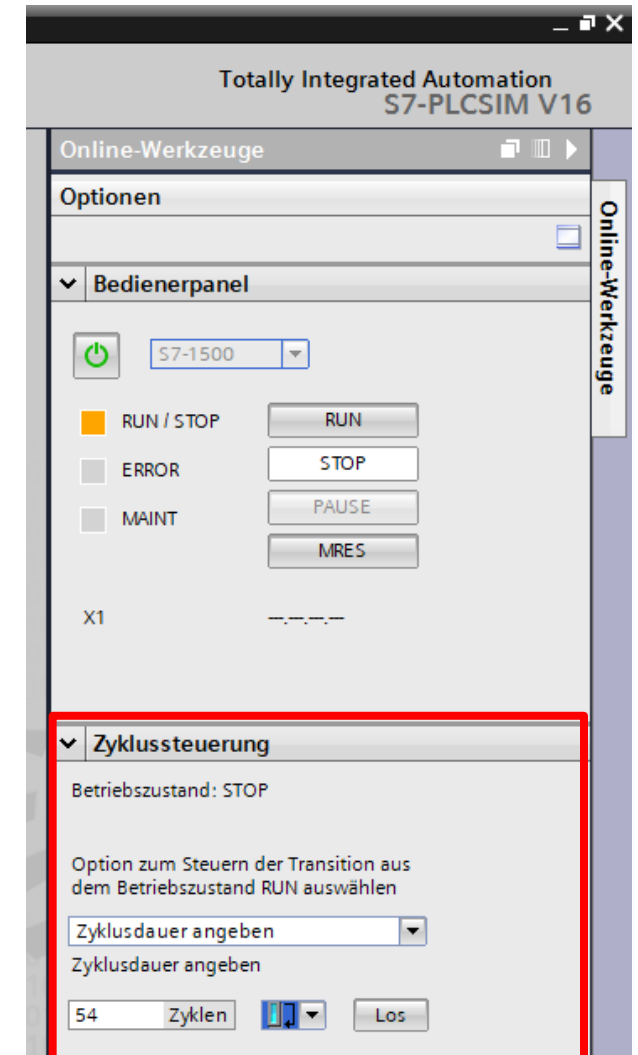 Totally Integrated Automation
S7-PLCSIM V16
Online-Werkzeuge
Optionen
Online-Werkzeuge
Bedienerpanel
S7-1500
RUN / STOP
RUN
ERROR
STOP
MAINT
PAUSE
MRES
X1
---.---.---.---
Zyklussteuerung
Betriebszustand: STOP
Option zum Steuern der Transition aus
dem Betriebszustand RUN auswählen
Zyklusdauer angeben
Zyklusdauer angeben
54 Zyklen
Los